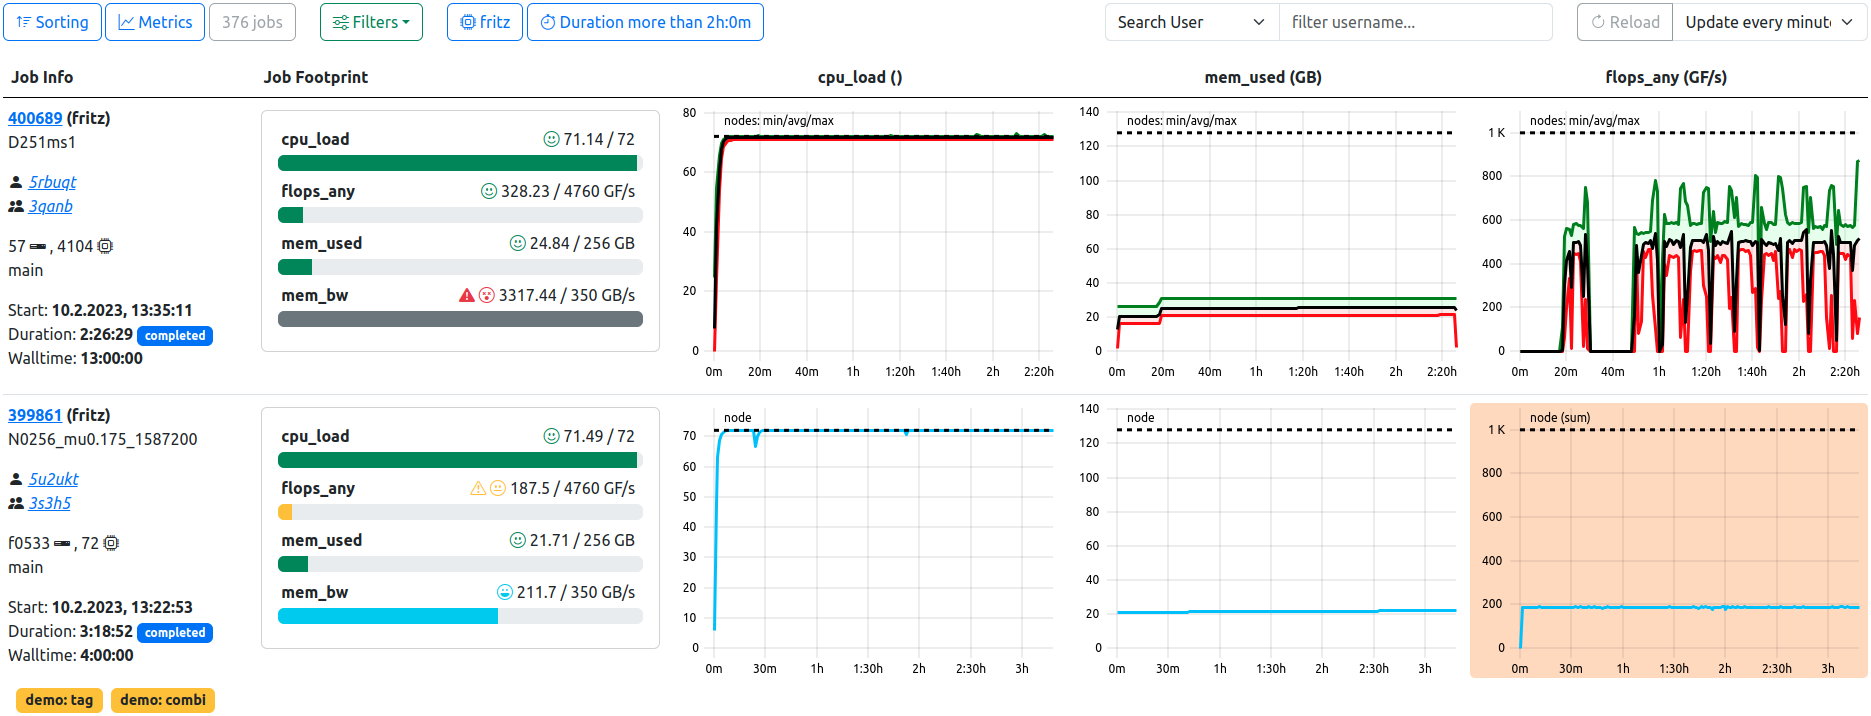 Sorting Metrics 376 jobs Filters fritz Duration more than 2h:0m Search User filter username... Reload Update every minute
Job Info Job Footprint cpu_load () mem_used (GB) flops_any (GF/s)
400689 (fritz)
D251ms1
5rbuqt
3qanb
57 , 4104
main
Start: 10.2.2023, 13:35:11
Duration: 2:26:29 completed
Walltime: 13:00:00
cpu_load 71.14 / 72
flops_any 328.23 / 4760 GF/s
mem_used 24.84 / 256 GB
mem_bw 3317.44 / 350 GB/s
nodes: min/avg/max
80
60
40
20
0
0m 20m 40m 1h 1:20h 1:40h 2h 2:20h
nodes: min/avg/max
140
120
100
80
60
40
20
0
0m 20m 40m 1h 1:20h 1:40h 2h 2:20h
nodes: min/avg/max
1 K
800
600
400
200
0
0m 20m 40m 1h 1:20h 1:40h 2h 2:20h
399861 (fritz)
N0256_mu0.175_1587200
5u2ukt
3s3h5
f0533 , 72
main
Start: 10.2.2023, 13:22:53
Duration: 3:18:52 completed
Walltime: 4:00:00
demo: tag demo: combi
cpu_load 71.49 / 72
flops_any 187.5 / 4760 GF/s
mem_used 21.71 / 256 GB
mem_bw 211.7 / 350 GB/s
node
70
60
50
40
30
20
10
0
0m 30m 1h 1:30h 2h 2:30h 3h
node
140
120
100
80
60
40
20
0
0m 30m 1h 1:30h 2h 2:30h 3h
node (sum)
1 K
800
600
400
200
0
0m 30m 1h 1:30h 2h 2:30h 3h